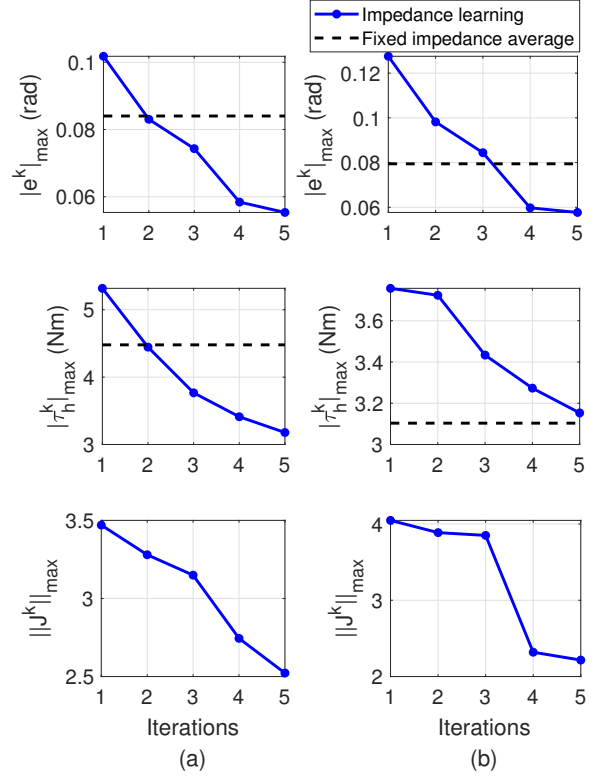 Impedance learning
Fixed impedance average
0.1
0.08
0.06
|e^k|_max (rad)
1 2 3 4 5
0.12
0.1
0.08
0.06
|e^k|_max (rad)
1 2 3 4 5
5
4
3
|τ_h^k|_max (Nm)
1 2 3 4 5
3.6
3.4
3.2
3
|τ_h^k|_max (Nm)
1 2 3 4 5
3.5
3
2.5
||J^k||_max
1 2 3 4 5
Iterations
(a)
4
3
2
||J^k||_max
1 2 3 4 5
Iterations
(b)